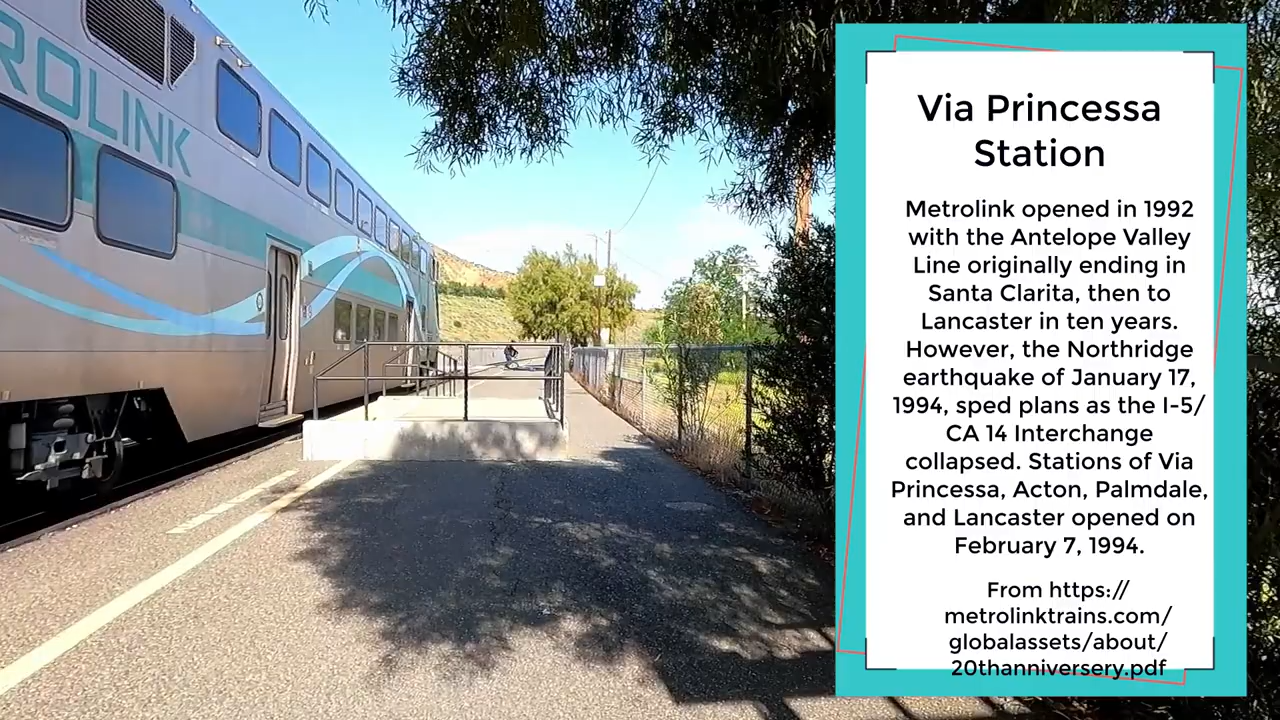 ROLINK
Via Princessa
Station
Metrolink opened in 1992
with the Antelope Valley
Line originally ending in
Santa Clarita, then to
Lancaster in ten years.
However, the Northridge
earthquake of January 17,
1994, sped plans as the I-5/
CA 14 Interchange
collapsed. Stations of Via
Princessa, Acton, Palmdale,
and Lancaster opened on
February 7, 1994.
From https://
metrolinktrains.com/
globalassets/about/
20thanniversery.pdf